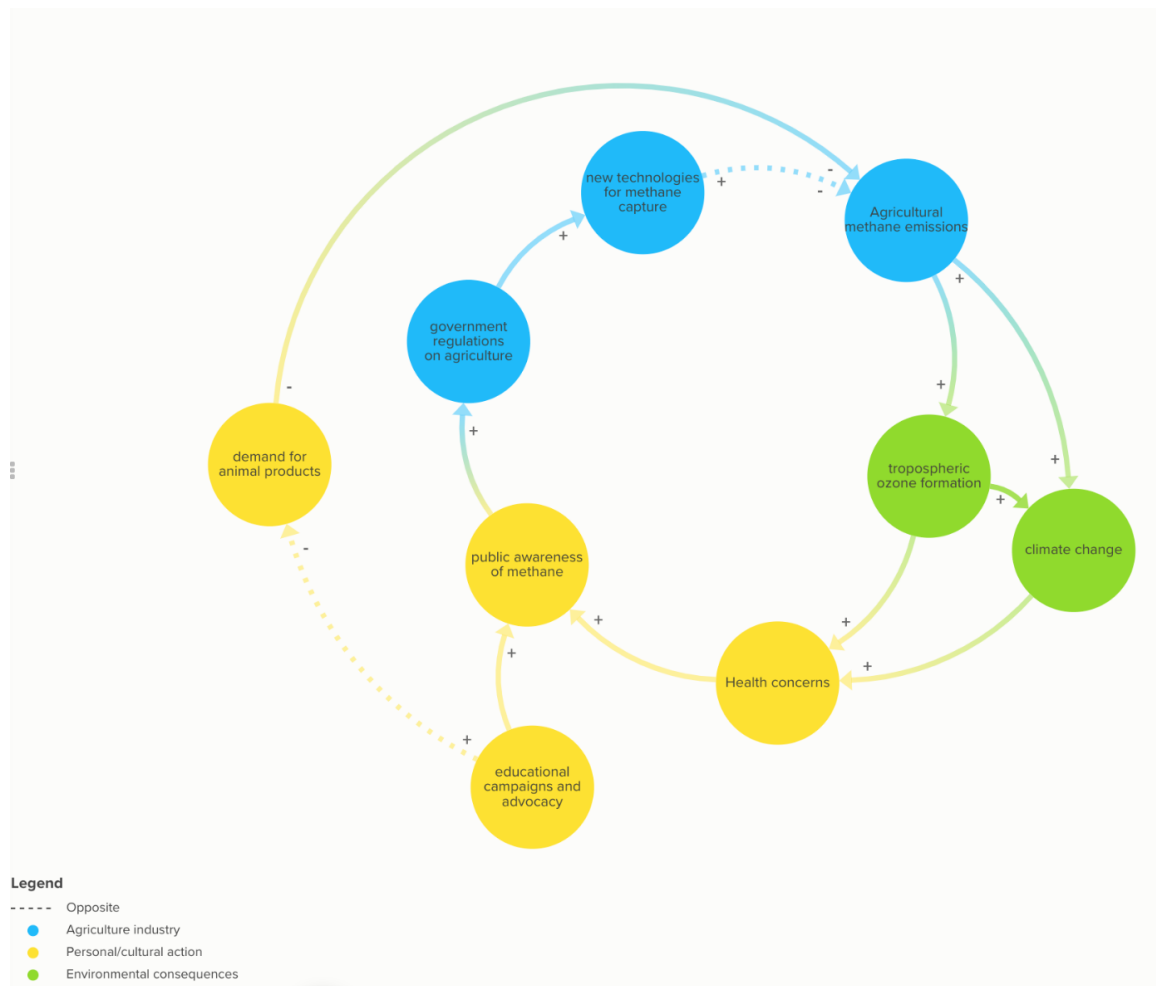 new technologies
for methane
capture
+
-
-
Agricultural
methane emissions
+
+
government
regulations
on agriculture
+
+
-
+
demand for
animal products
+
tropospheric
ozone formation
+
climate change
-
public awareness
of methane
+
+
+
+
Health concerns
+
educational
campaigns and
advocacy
Legend
----- Opposite
Agriculture industry
Personal/cultural action
Environmental consequences